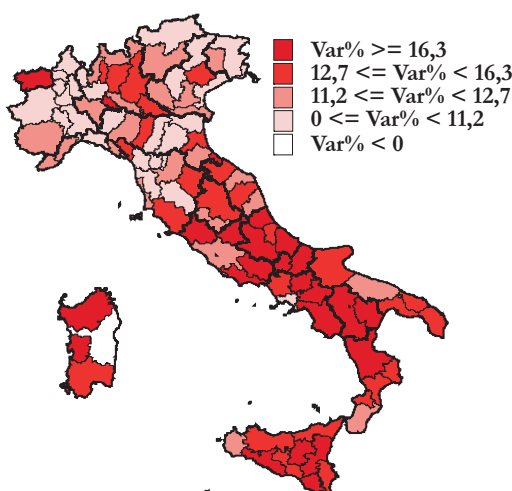 Var% >= 16,3
12,7 <= Var% < 16,3
11,2 <= Var% < 12,7
0 <= Var% < 11,2
Var% < 0